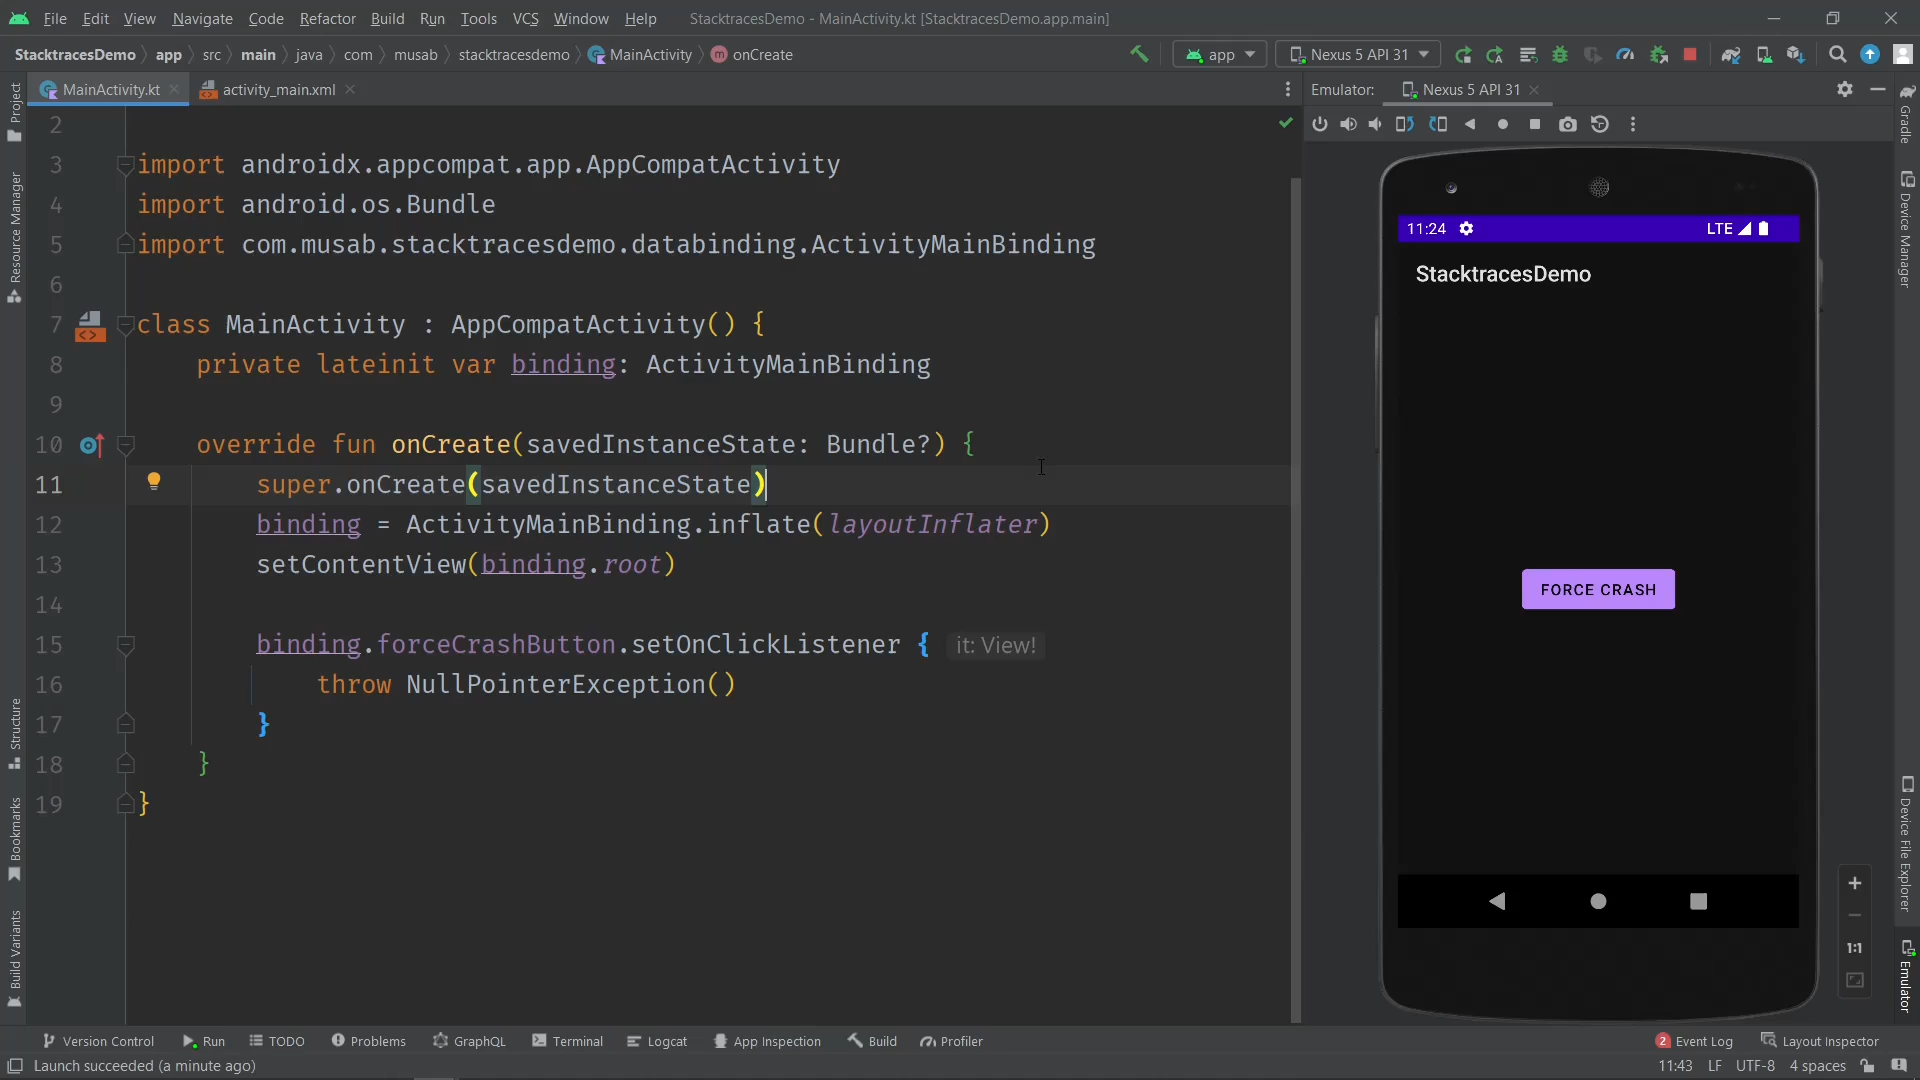 File Edit View Navigate Code Refactor Build Run Tools VCS Window Help StacktracesDemo - MainActivity.kt [StacktracesDemo.app.main]
StacktracesDemo app src main java com musab stacktracesdemo MainActivity m onCreate app Nexus 5 API 31
MainActivity.kt activity_main.xml
Emulator: Nexus 5 API 31
Project
Resource Manager
Structure
Bookmarks
Build Variants
2
3 import androidx.appcompat.app.AppCompatActivity
4 import android.os.Bundle
5 import com.musab.stacktracesdemo.databinding.ActivityMainBinding
6
7 class MainActivity : AppCompatActivity() {
8 private lateinit var binding: ActivityMainBinding
9
10 override fun onCreate(savedInstanceState: Bundle?) {
11 super.onCreate(savedInstanceState)
12 binding = ActivityMainBinding.inflate(layoutInflater)
13 setContentView(binding.root)
14
15 binding.forceCrashButton.setOnClickListener { it: View!
16 throw NullPointerException()
17 }
18 }
19 }
11:24 LTE
StacktracesDemo
FORCE CRASH
1:1
Gradle
Device Manager
Device File Explorer
Emulator
Version Control Run TODO Problems GraphQL Terminal Logcat App Inspection Build Profiler 2 Event Log Layout Inspector
Launch succeeded (a minute ago) 11:43 LF UTF-8 4 spaces